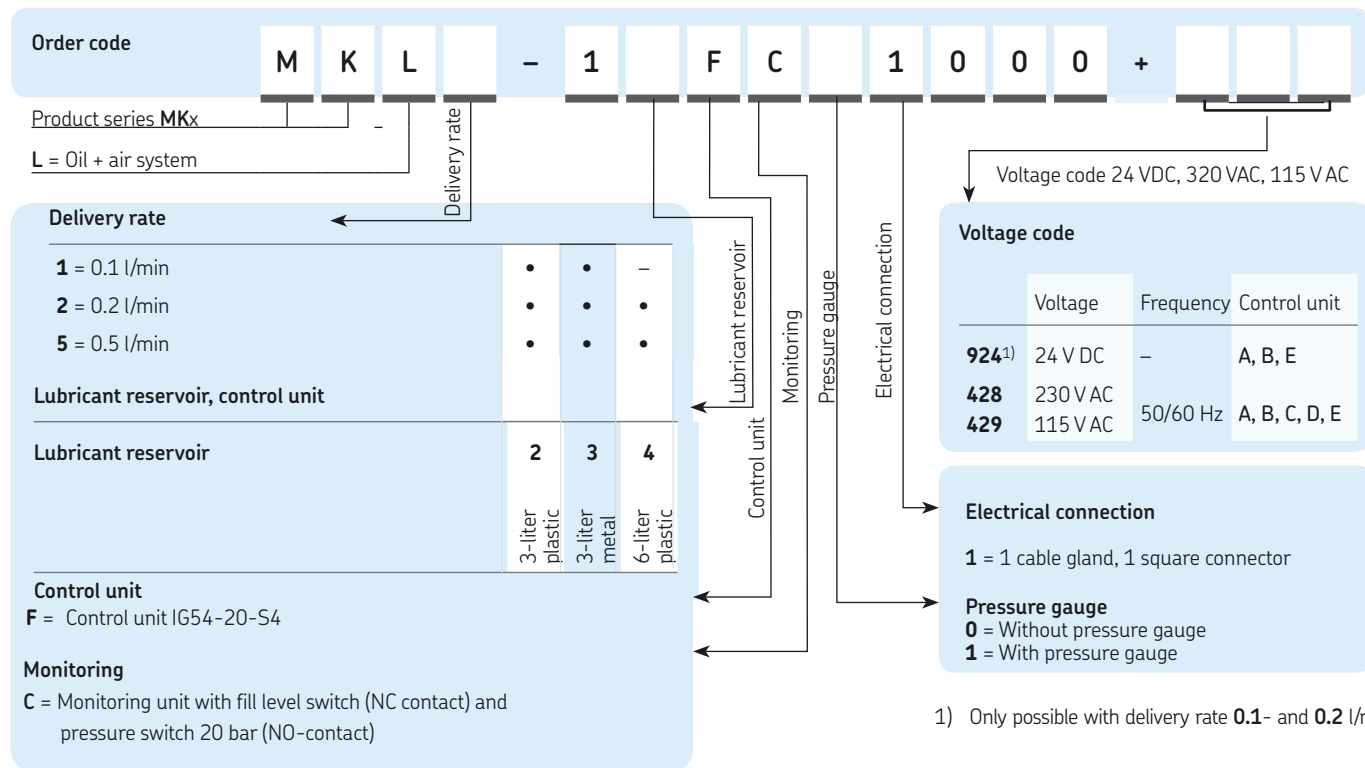 Order code
M K L – 1 F C 1 0 0 0 +
Product series MKx
–
L = Oil + air system
Delivery rate
Lubricant reservoir
Control unit
Monitoring
Pressure gauge
Electrical connection
Voltage code 24 VDC, 320 VAC, 115 V AC
Delivery rate
1 = 0.1 l/min • • –
2 = 0.2 l/min • • •
5 = 0.5 l/min • • •
Lubricant reservoir, control unit
Lubricant reservoir 2 3 4
3-liter plastic
3-liter metal
6-liter plastic
Control unit
F = Control unit IG54-20-S4
Monitoring
C = Monitoring unit with fill level switch (NC contact) and
pressure switch 20 bar (NO-contact)
Voltage code
Voltage Frequency Control unit
924 1) 24 V DC – A, B, E
428 230 V AC
429 115 V AC
50/60 Hz A, B, C, D, E
Electrical connection
1 = 1 cable gland, 1 square connector
Pressure gauge
0 = Without pressure gauge
1 = With pressure gauge
1) Only possible with delivery rate 0.1- and 0.2